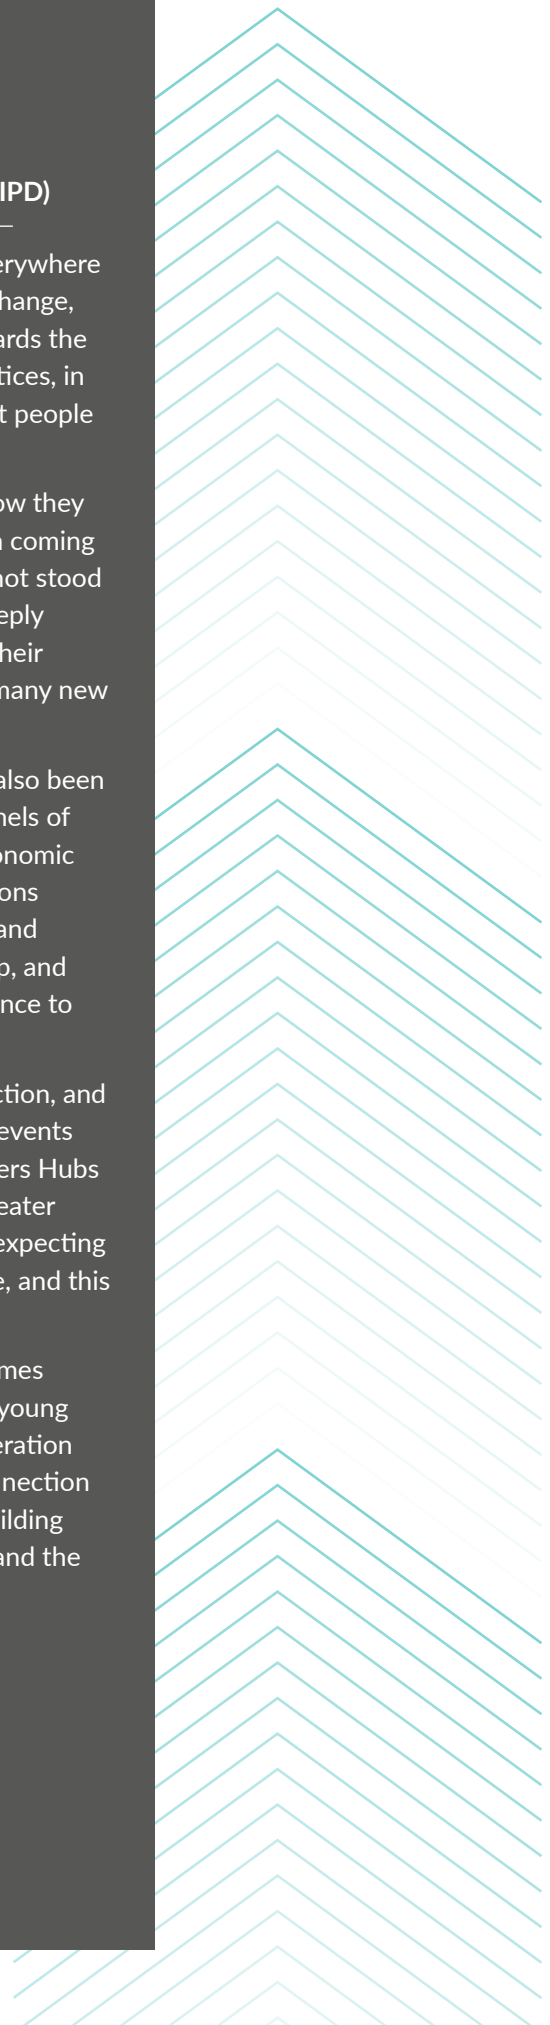 IPD)
erywhere
hange,
ards the
tices, in
t people
ow they
n coming
not stood
eply
heir
many new
also been
nels of
onomic
ons
and
p, and
nce to
ction, and
events
ers Hubs
eater
expecting
e, and this
mes
young
eration
nection
ilding
and the